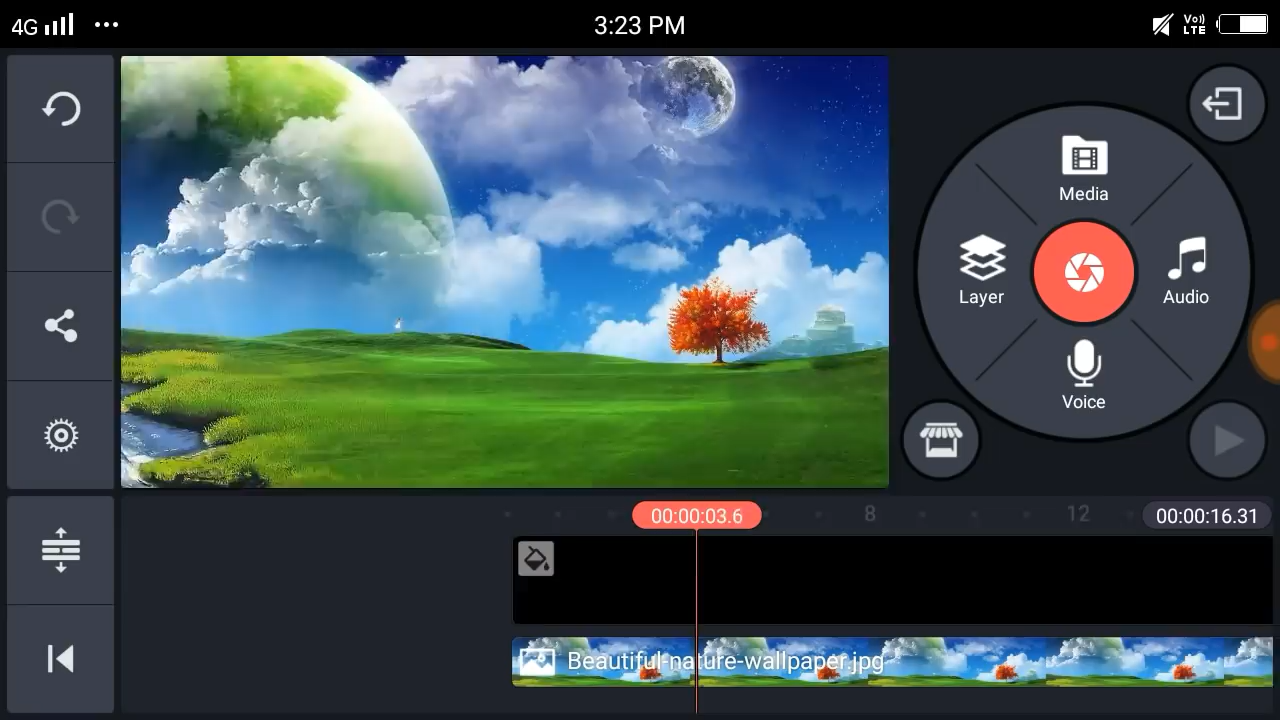 4G 3:23 PM Vo)) LTE
Media
Layer
Audio
Voice
00:00:03.6 8 12 00:00:16.31
Beautiful-nature-wallpaper.jpg